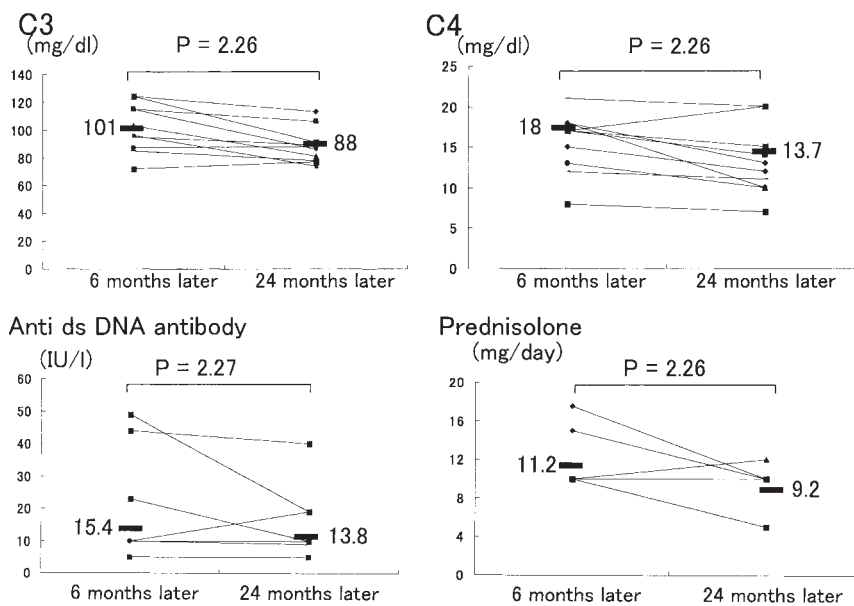 C3
(mg/dl)
P = 2.26
140
120
100
80
60
40
20
0
101
88
6 months later
24 months later
C4
(mg/dl)
P = 2.26
25
20
15
10
5
0
18
13.7
6 months later
24 months later
Anti ds DNA antibody
(IU/l)
P = 2.27
60
50
40
30
20
10
0
15.4
13.8
6 months later
24 months later
Prednisolone
(mg/day)
P = 2.26
20
16
12
8
4
0
11.2
9.2
6 months later
24 months later